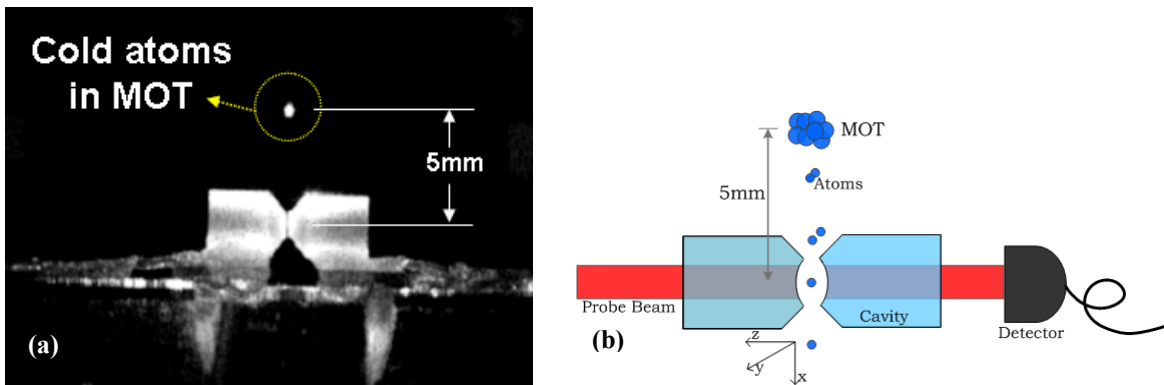 Cold atoms
in MOT
5mm
(a)
MOT
Atoms
5mm
Probe Beam
Cavity
Detector
z
y
x
(b)